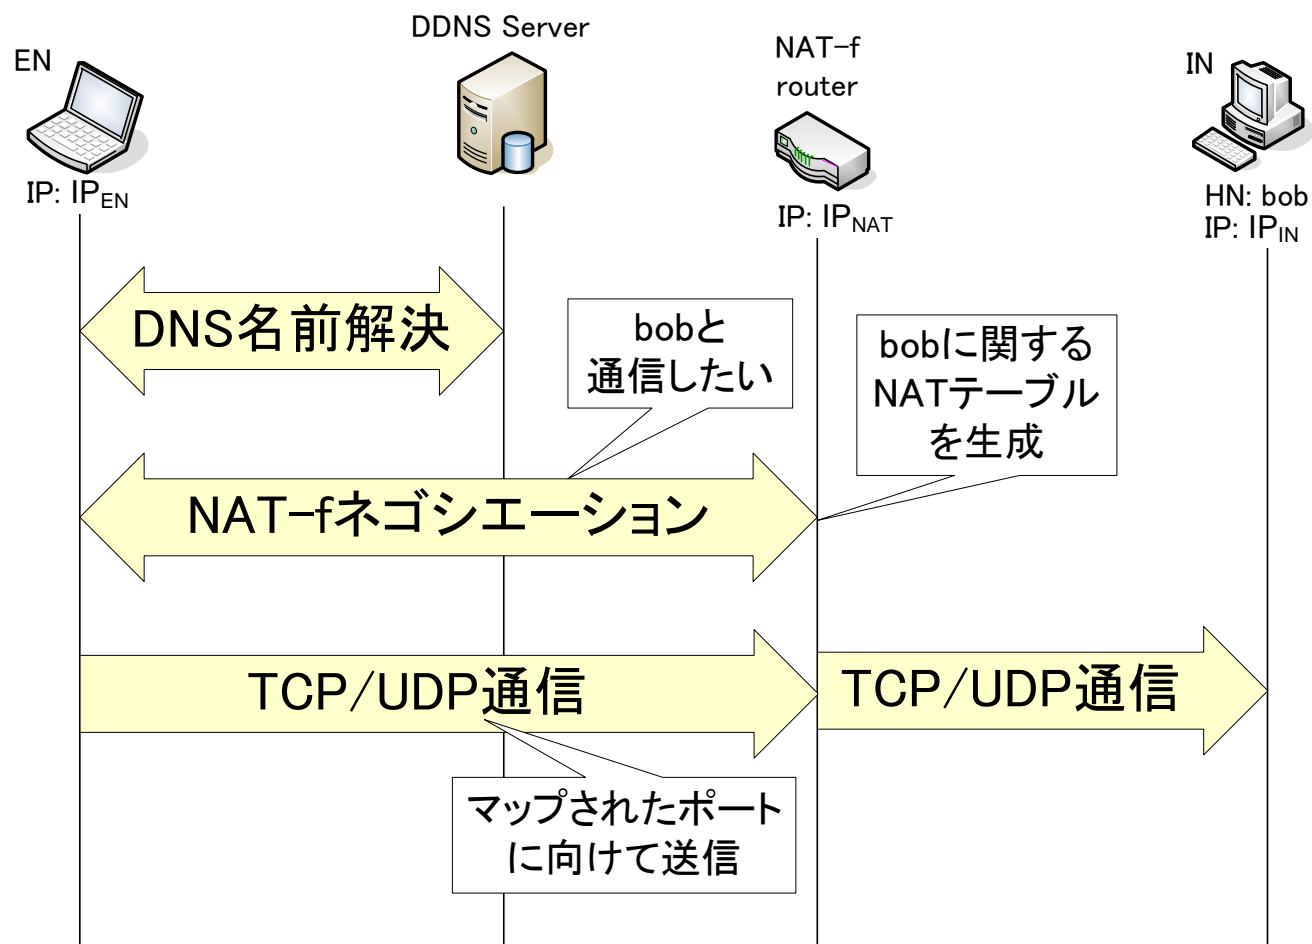 EN
IP: IP_EN
DDNS Server
NAT-f
router
IP: IP_NAT
IN
HN: bob
IP: IP_IN
DNS名前解決
bobと
通信したい
bobに関する
NATテーブル
を生成
NAT-fネゴシエーション
TCP/UDP通信
TCP/UDP通信
マップされたポート
に向けて送信